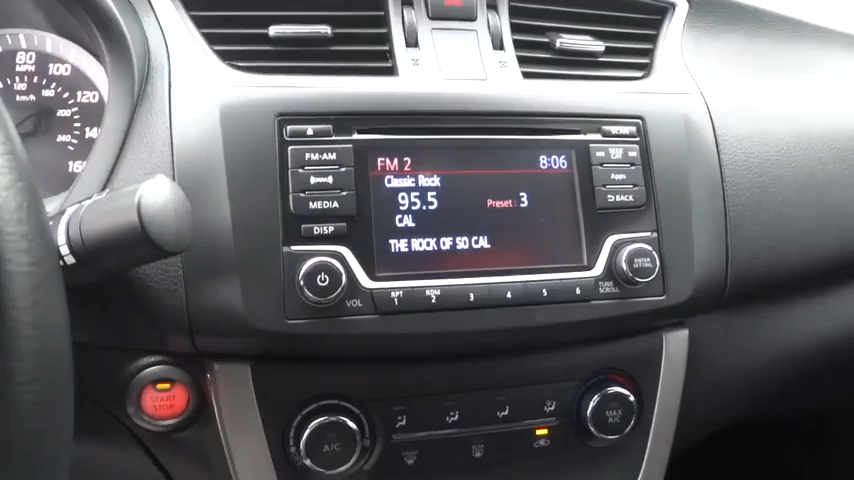 80
MPH
100
120
120
km/h
160
200
140
240
160
SCAN
FM·AM
SEEK
CAT
XM
Apps
MEDIA
BACK
DISP
FM 2 8:06
Classic Rock
95.5 Preset: 3
CAL
THE ROCK OF SO CAL
ENTER
SETTING
TUNE
SCROLL
VOL
RPT RDM
1 2 3 4 5 6
START
STOP
A/C
MAX
A/C